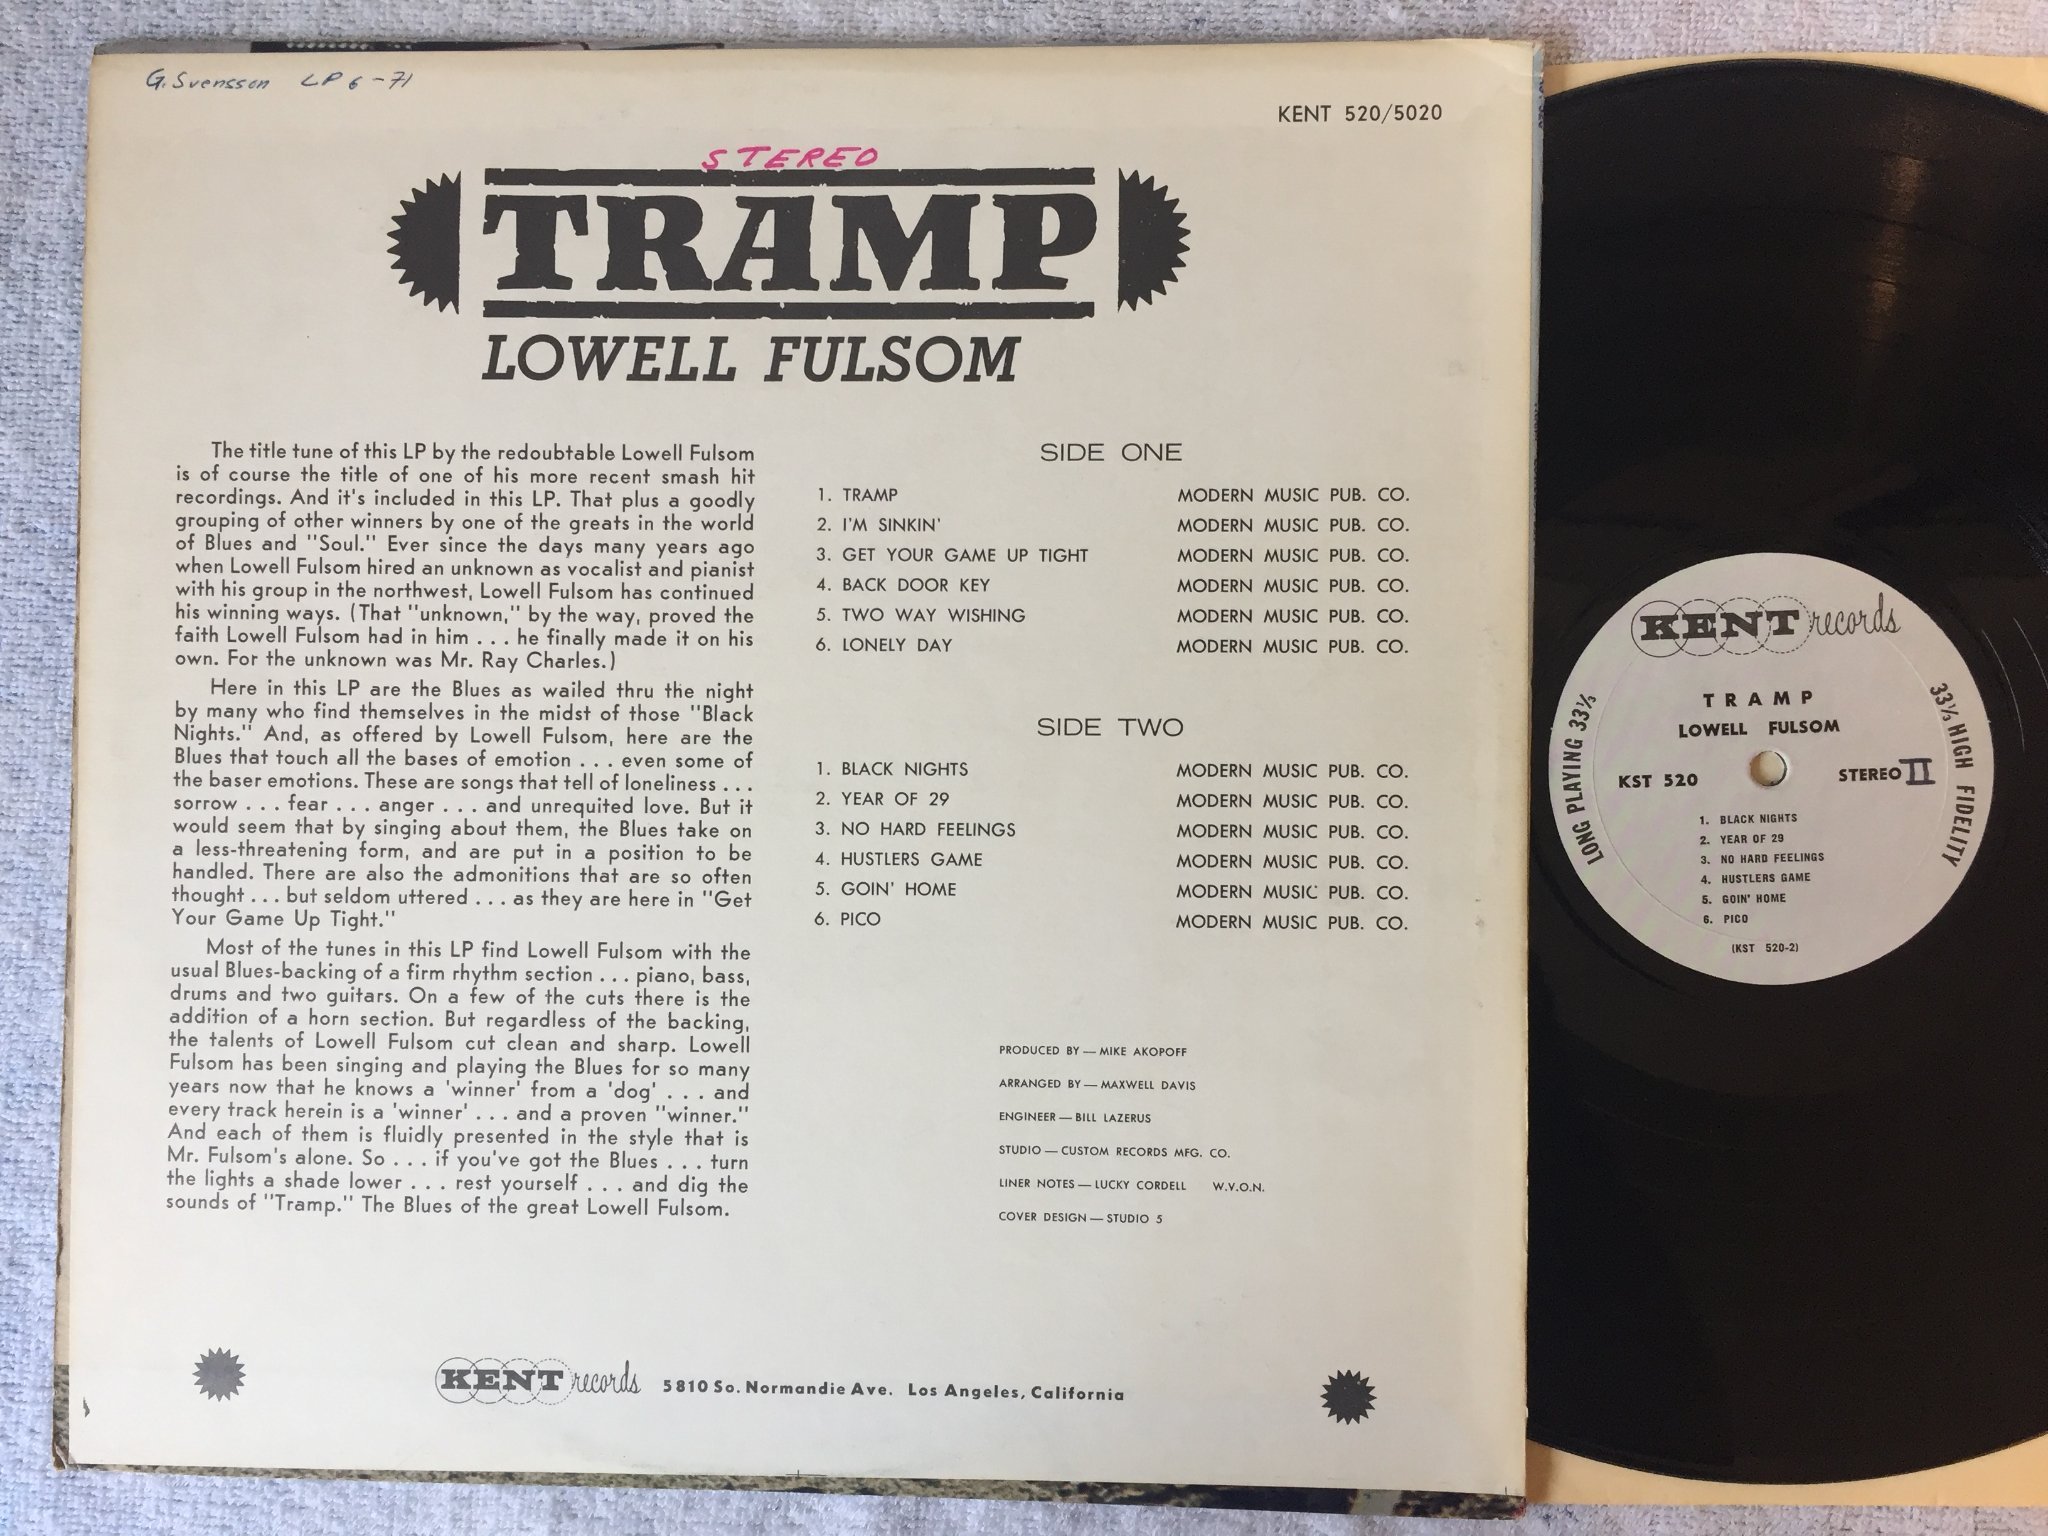 G. Svensson LP 6-71
KENT 520/5020
STEREO
TRAMP
LOWELL FULSOM
The title tune of this LP by the redoubtable Lowell Fulsom
is of course the title of one of his more recent smash hit
recordings. And it's included in this LP. That plus a goodly
grouping of other winners by one of the greats in the world
of Blues and "Soul." Ever since the days many years ago
when Lowell Fulsom hired an unknown as vocalist and pianist
with his group in the northwest, Lowell Fulsom has continued
his winning ways. (That "unknown," by the way, proved the
faith Lowell Fulsom had in him . . . he finally made it on his
own. For the unknown was Mr. Ray Charles.)
Here in this LP are the Blues as wailed thru the night
by many who find themselves in the midst of those "Black
Nights." And, as offered by Lowell Fulsom, here are the
Blues that touch all the bases of emotion . . . even some of
the baser emotions. These are songs that tell of loneliness . . .
sorrow . . . fear . . . anger . . . and unrequited love. But it
would seem that by singing about them, the Blues take on
a less-threatening form, and are put in a position to be
handled. There are also the admonitions that are so often
thought . . . but seldom uttered . . . as they are here in "Get
Your Game Up Tight."
Most of the tunes in this LP find Lowell Fulsom with the
usual Blues-backing of a firm rhythm section . . . piano, bass,
drums and two guitars. On a few of the cuts there is the
addition of a horn section. But regardless of the backing,
the talents of Lowell Fulsom cut clean and sharp. Lowell
Fulsom has been singing and playing the Blues for so many
years now that he knows a 'winner' from a 'dog' . . . and
every track herein is a 'winner' . . . and a proven "winner."
And each of them is fluidly presented in the style that is
Mr. Fulsom's alone. So . . . if you've got the Blues . . . turn
the lights a shade lower . . . rest yourself . . . and dig the
sounds of "Tramp." The Blues of the great Lowell Fulsom.
SIDE ONE
1. TRAMP MODERN MUSIC PUB. CO.
2. I'M SINKIN' MODERN MUSIC PUB. CO.
3. GET YOUR GAME UP TIGHT MODERN MUSIC PUB. CO.
4. BACK DOOR KEY MODERN MUSIC PUB. CO.
5. TWO WAY WISHING MODERN MUSIC PUB. CO.
6. LONELY DAY MODERN MUSIC PUB. CO.
SIDE TWO
1. BLACK NIGHTS MODERN MUSIC PUB. CO.
2. YEAR OF 29 MODERN MUSIC PUB. CO.
3. NO HARD FEELINGS MODERN MUSIC PUB. CO.
4. HUSTLERS GAME MODERN MUSIC PUB. CO.
5. GOIN' HOME MODERN MUSIC PUB. CO.
6. PICO MODERN MUSIC PUB. CO.
PRODUCED BY — MIKE AKOPOFF
ARRANGED BY — MAXWELL DAVIS
ENGINEER — BILL LAZERUS
STUDIO — CUSTOM RECORDS MFG. CO.
LINER NOTES — LUCKY CORDELL W.V.O.N.
COVER DESIGN — STUDIO 5
KENT records 5810 So. Normandie Ave. Los Angeles, California
KENT records
TRAMP
LOWELL FULSOM
KST 520 STEREO II
1. BLACK NIGHTS
2. YEAR OF 29
3. NO HARD FEELINGS
4. HUSTLERS GAME
5. GOIN' HOME
6. PICO
(KST 520-2)
LONG PLAYING 33⅓
33⅓ HIGH FIDELITY